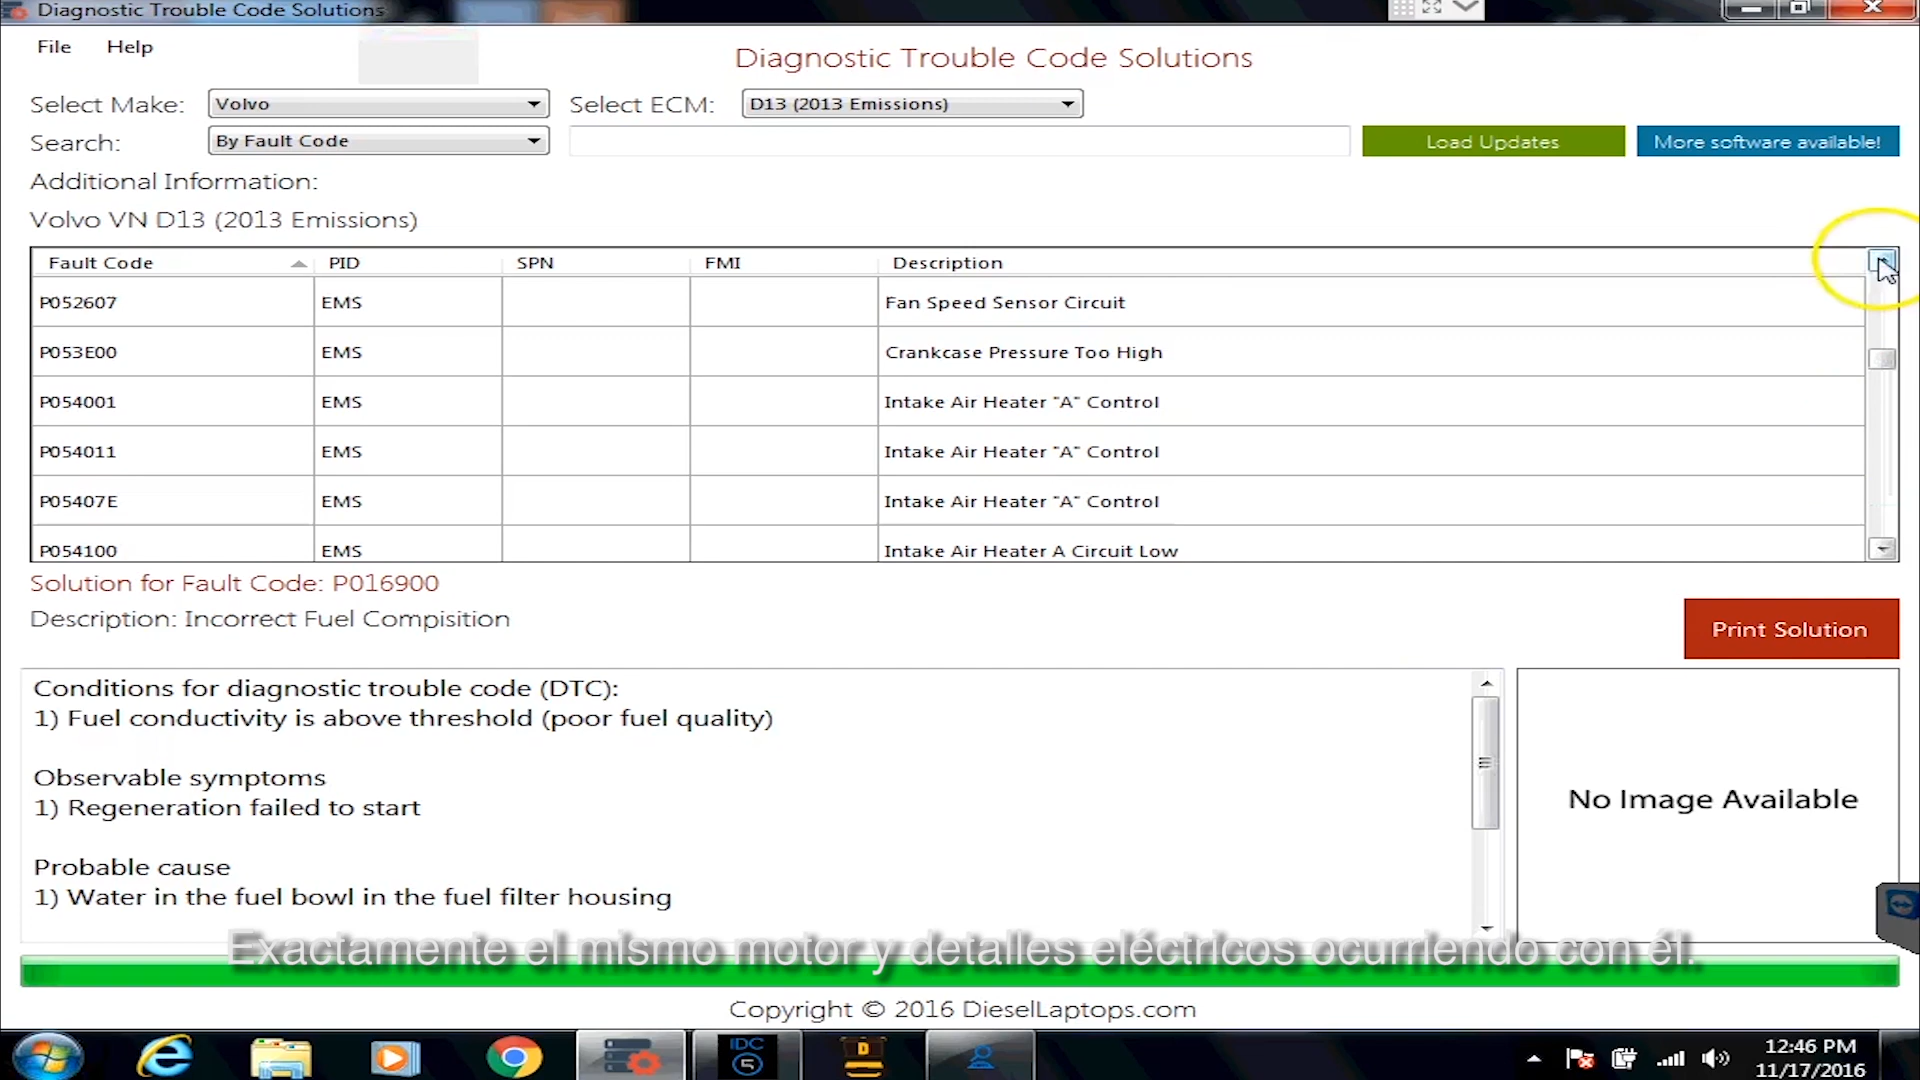 Diagnostic Trouble Code Solutions
File Help
Diagnostic Trouble Code Solutions
Select Make: Volvo Select ECM: D13 (2013 Emissions)
Search: By Fault Code Load Updates More software available!
Additional Information:
Volvo VN D13 (2013 Emissions)
Fault Code PID SPN FMI Description
P052607 EMS Fan Speed Sensor Circuit
P053E00 EMS Crankcase Pressure Too High
P054001 EMS Intake Air Heater "A" Control
P054011 EMS Intake Air Heater "A" Control
P05407E EMS Intake Air Heater "A" Control
P054100 EMS Intake Air Heater A Circuit Low
Solution for Fault Code: P016900
Description: Incorrect Fuel Compisition
Print Solution
Conditions for diagnostic trouble code (DTC):
1) Fuel conductivity is above threshold (poor fuel quality)
Observable symptoms
1) Regeneration failed to start
Probable cause
1) Water in the fuel bowl in the fuel filter housing
No Image Available
Exactamente el mismo motor y detalles eléctricos ocurriendo con él.
Copyright © 2016 DieselLaptops.com
IDC
5
D
12:46 PM
11/17/2016